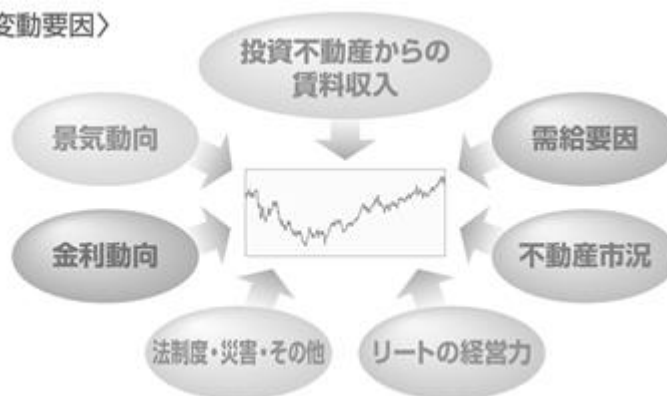 変動要因〉
投資不動産からの
賃料収入
景気動向
需給要因
金利動向
不動産市況
法制度・災害・その他
リートの経営力